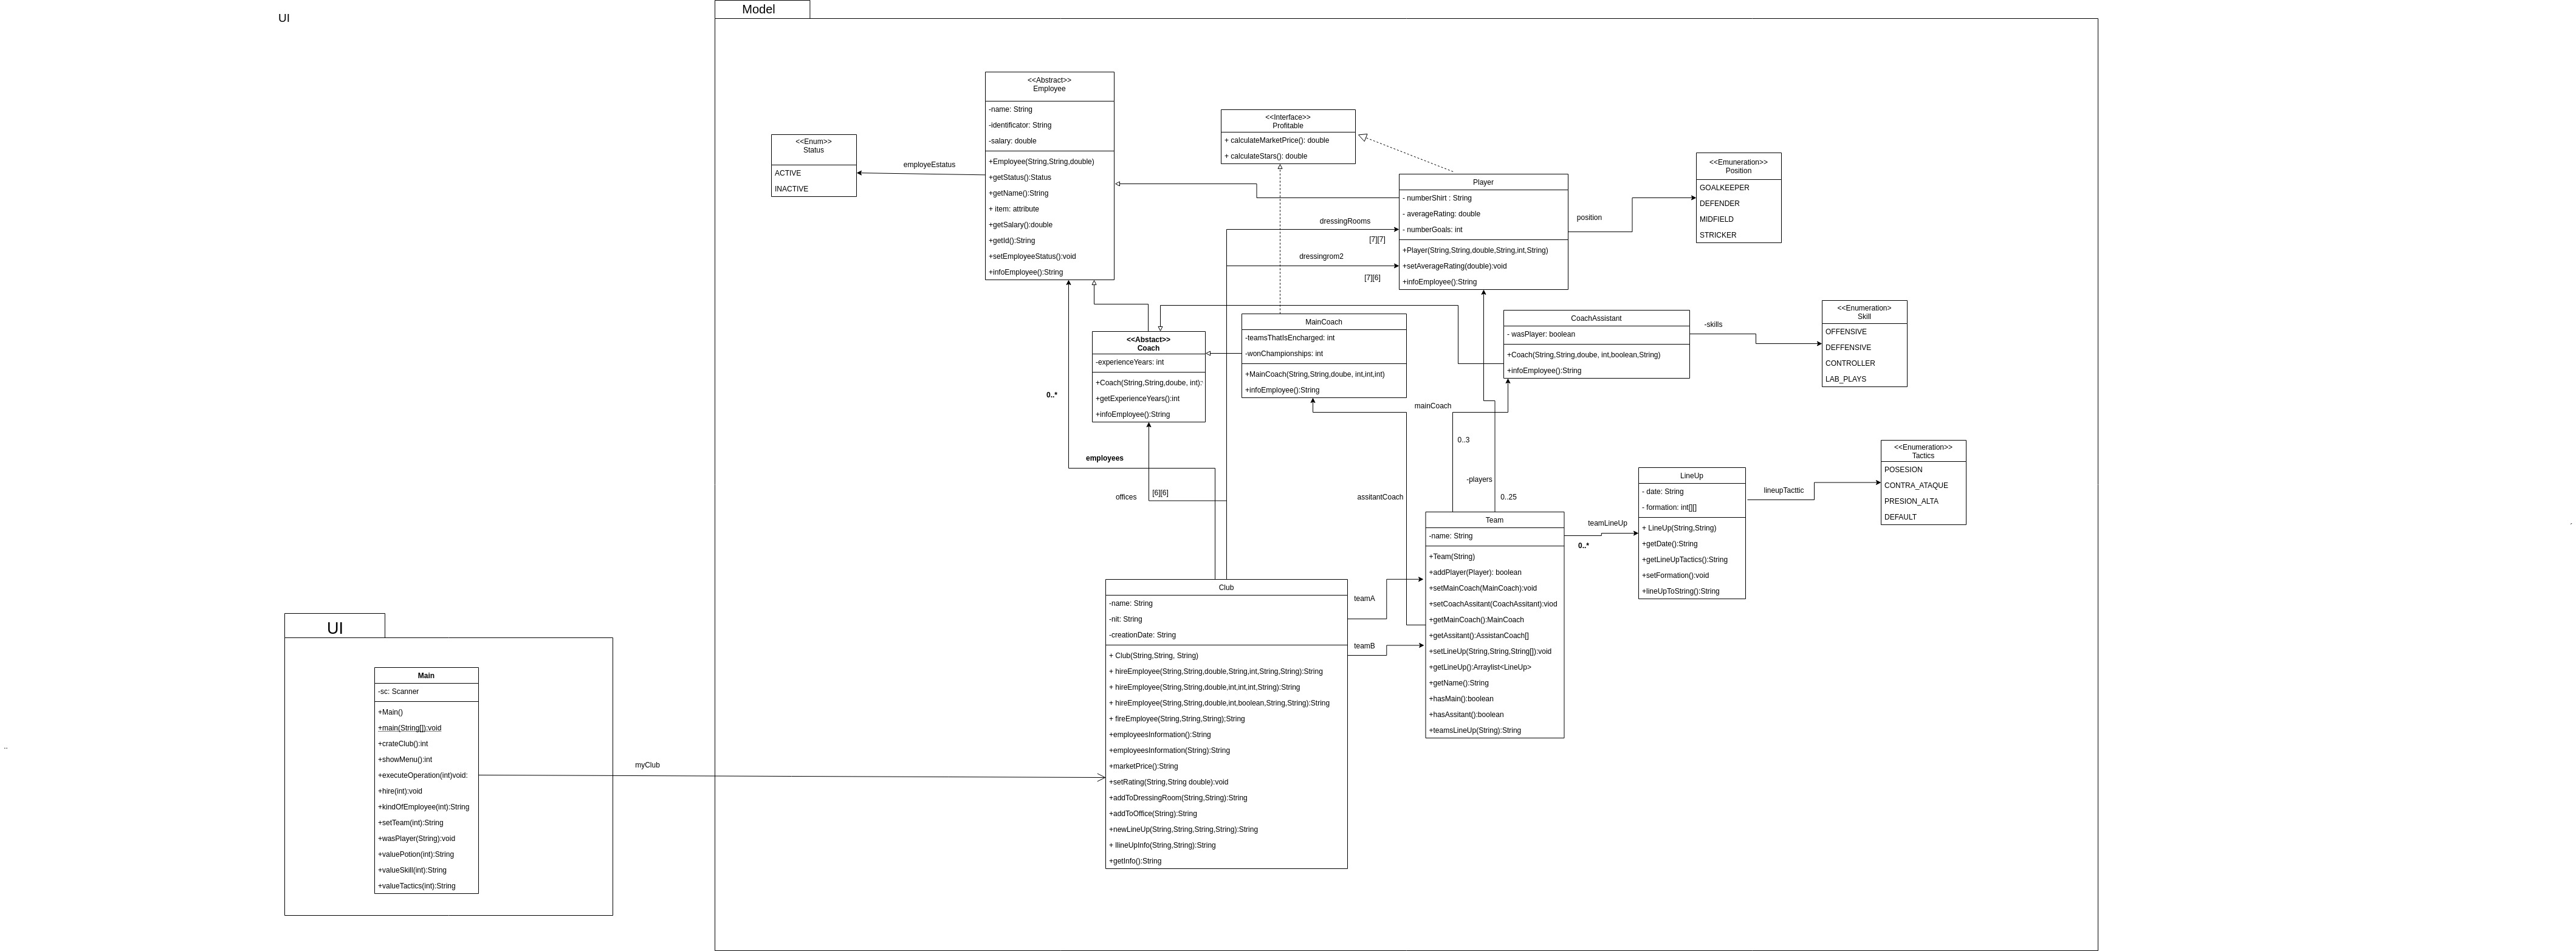 UI
Model
<<Abstract>>
Employee
-name: String
-identificator: String
-salary: double
+Employee(String,String,double)
+getStatus():Status
+getName():String
+ item: attribute
+getSalary():double
+getId():String
+setEmployeeStatus():void
+infoEmployee():String
<<Enum>>
Status
ACTIVE
INACTIVE
employeEstatus
<<Interface>>
Profitable
+ calculateMarketPrice(): double
+ calculateStars(): double
Player
- numberShirt : String
- averageRating: double
- numberGoals: int
+Player(String,String,double,String,int,String)
+setAverageRating(double):void
+infoEmployee():String
position
<<Emuneration>>
Position
GOALKEEPER
DEFENDER
MIDFIELD
STRICKER
dressingRooms
[7][7]
dressingrom2
[7][6]
<<Abstact>>
Coach
-experienceYears: int
+Coach(String,String,doube, int):
+getExperienceYears():int
+infoEmployee():String
MainCoach
-teamsThatIsEncharged: int
-wonChampionships: int
+MainCoach(String,String,doube, int,int,int)
+infoEmployee():String
CoachAssistant
- wasPlayer: boolean
+Coach(String,String,doube, int,boolean,String)
+infoEmployee():String
-skills
<<Enumeration>
Skill
OFFENSIVE
DEFFENSIVE
CONTROLLER
LAB_PLAYS
0..*
employees
offices
[6][6]
mainCoach
0..3
-players
0..25
assitantCoach
LineUp
- date: String
- formation: int[][]
+ LineUp(String,String)
+getDate():String
+getLineUpTactics():String
+setFormation():void
+lineUpToString():String
lineupTacttic
<<Enumeration>>
Tactics
POSESION
CONTRA_ATAQUE
PRESION_ALTA
DEFAULT
Team
-name: String
+Team(String)
+addPlayer(Player): boolean
+setMainCoach(MainCoach):void
+setCoachAssitant(CoachAssitant):viod
+getMainCoach():MainCoach
+getAssitant():AssistanCoach[]
+setLineUp(String,String,String[]):void
+getLineUp():Arraylist<LineUp>
+getName():String
+hasMain():boolean
+hasAssitant():boolean
+teamsLineUp(String):String
teamLineUp
0..*
Club
-name: String
-nit: String
-creationDate: String
+ Club(String,String, String)
+ hireEmployee(String,String,double,String,int,String,String):String
+ hireEmployee(String,String,double,int,int,int,String):String
+ hireEmployee(String,String,double,int,boolean,String,String):String
+ fireEmployee(String,String,String);String
+employeesInformation():String
+employeesInformation(String):String
+marketPrice():String
+setRating(String,String double):void
+addToDressingRoom(String,String):String
+addToOffice(String):String
+newLineUp(String,String,String,String):String
+ llineUpInfo(String,String):String
+getInfo():String
teamA
teamB
UI
Main
-sc: Scanner
+Main()
+main(String[]):void
+crateClub():int
+showMenu():int
+executeOperation(int)void:
+hire(int):void
+kindOfEmployee(int):String
+setTeam(int):String
+wasPlayer(String):void
+valuePotion(int):String
+valueSkill(int):String
+valueTactics(int):String
myClub